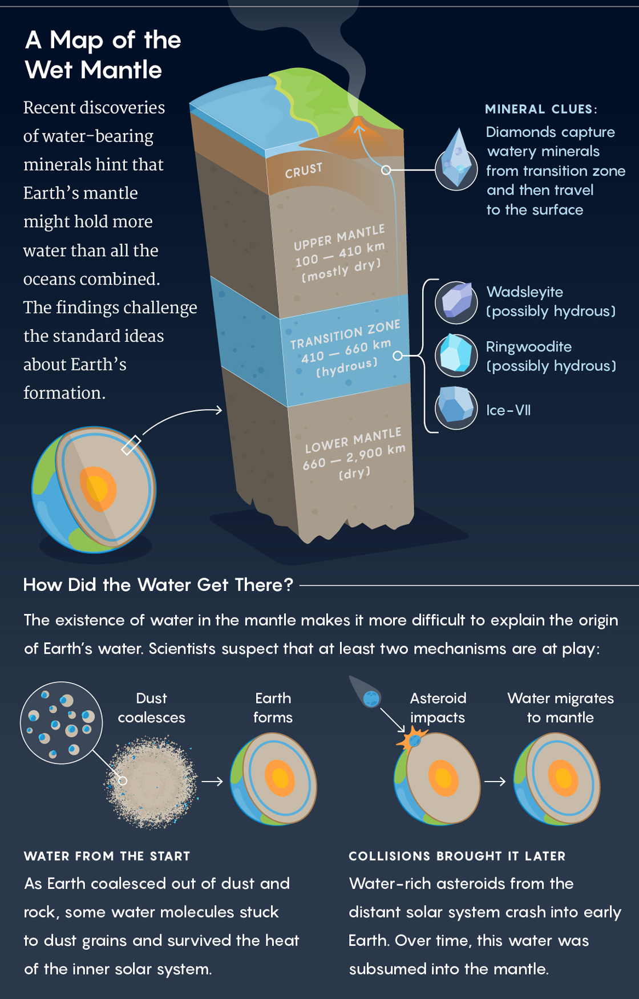 A Map of the
Wet Mantle
Recent discoveries
of water-bearing
minerals hint that
Earth's mantle
might hold more
water than all the
oceans combined.
The findings challenge
the standard ideas
about Earth's
formation.
CRUST
UPPER MANTLE
100 — 410 km
(mostly dry)
TRANSITION ZONE
410 — 660 km
(hydrous)
LOWER MANTLE
660 — 2,900 km
(dry)
MINERAL CLUES:
Diamonds capture
watery minerals
from transition zone
and then travel
to the surface
Wadsleyite
(possibly hydrous)
Ringwoodite
(possibly hydrous)
Ice-VII
How Did the Water Get There?
The existence of water in the mantle makes it more difficult to explain the origin
of Earth's water. Scientists suspect that at least two mechanisms are at play:
Dust
coalesces
Earth
forms
Asteroid
impacts
Water migrates
to mantle
WATER FROM THE START
As Earth coalesced out of dust and
rock, some water molecules stuck
to dust grains and survived the heat
of the inner solar system.
COLLISIONS BROUGHT IT LATER
Water-rich asteroids from the
distant solar system crash into early
Earth. Over time, this water was
subsumed into the mantle.